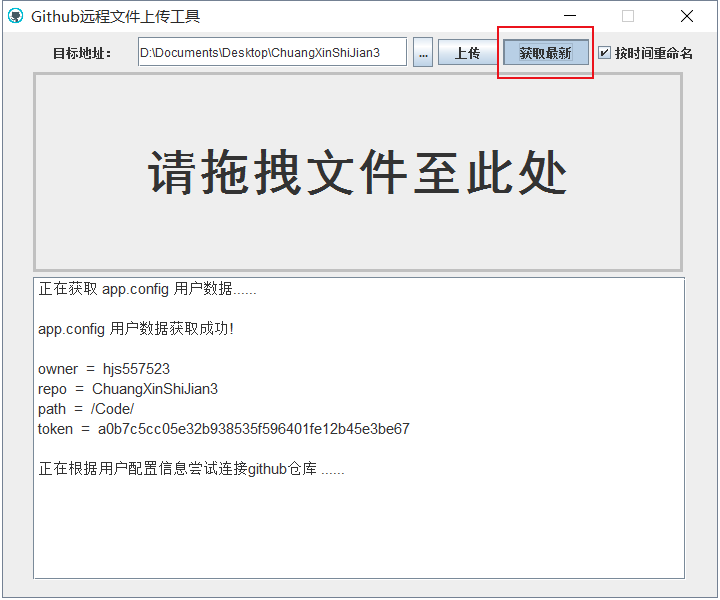 Github远程文件上传工具
目标地址： D:\Documents\Desktop\ChuangXinShiJian3 ... 上传 获取最新 按时间重命名
请拖拽文件至此处
正在获取 app.config 用户数据......
app.config 用户数据获取成功！
owner = hjs557523
repo = ChuangXinShiJian3
path = /Code/
token = a0b7c5cc05e32b938535f596401fe12b45e3be67
正在根据用户配置信息尝试连接github仓库 ......